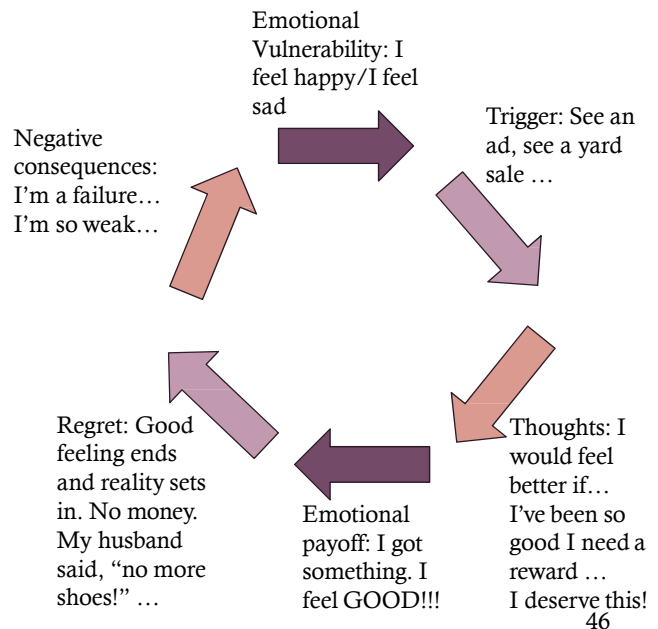 Emotional
Vulnerability: I
feel happy/I feel
sad
Trigger: See an
ad, see a yard
sale …
Thoughts: I
would feel
better if…
I’ve been so
good I need a
reward …
I deserve this!
Emotional
payoff: I got
something. I
feel GOOD!!!
Regret: Good
feeling ends
and reality sets
in. No money.
My husband
said, “no more
shoes!” …
Negative
consequences:
I’m a failure…
I’m so weak…
46